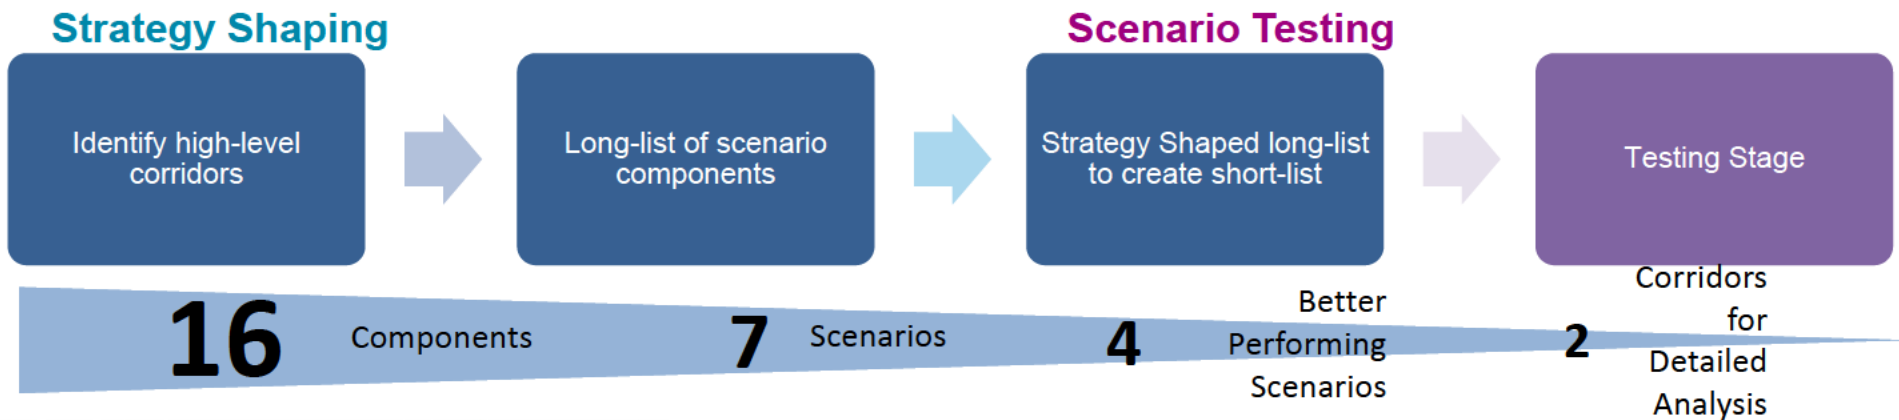 Strategy Shaping
Scenario Testing
Identify high-level
corridors
Long-list of scenario
components
Strategy Shaped long-list
to create short-list
Testing Stage
16
Components
7
Scenarios
4
Better
Performing
Scenarios
2
Corridors
for
Detailed
Analysis